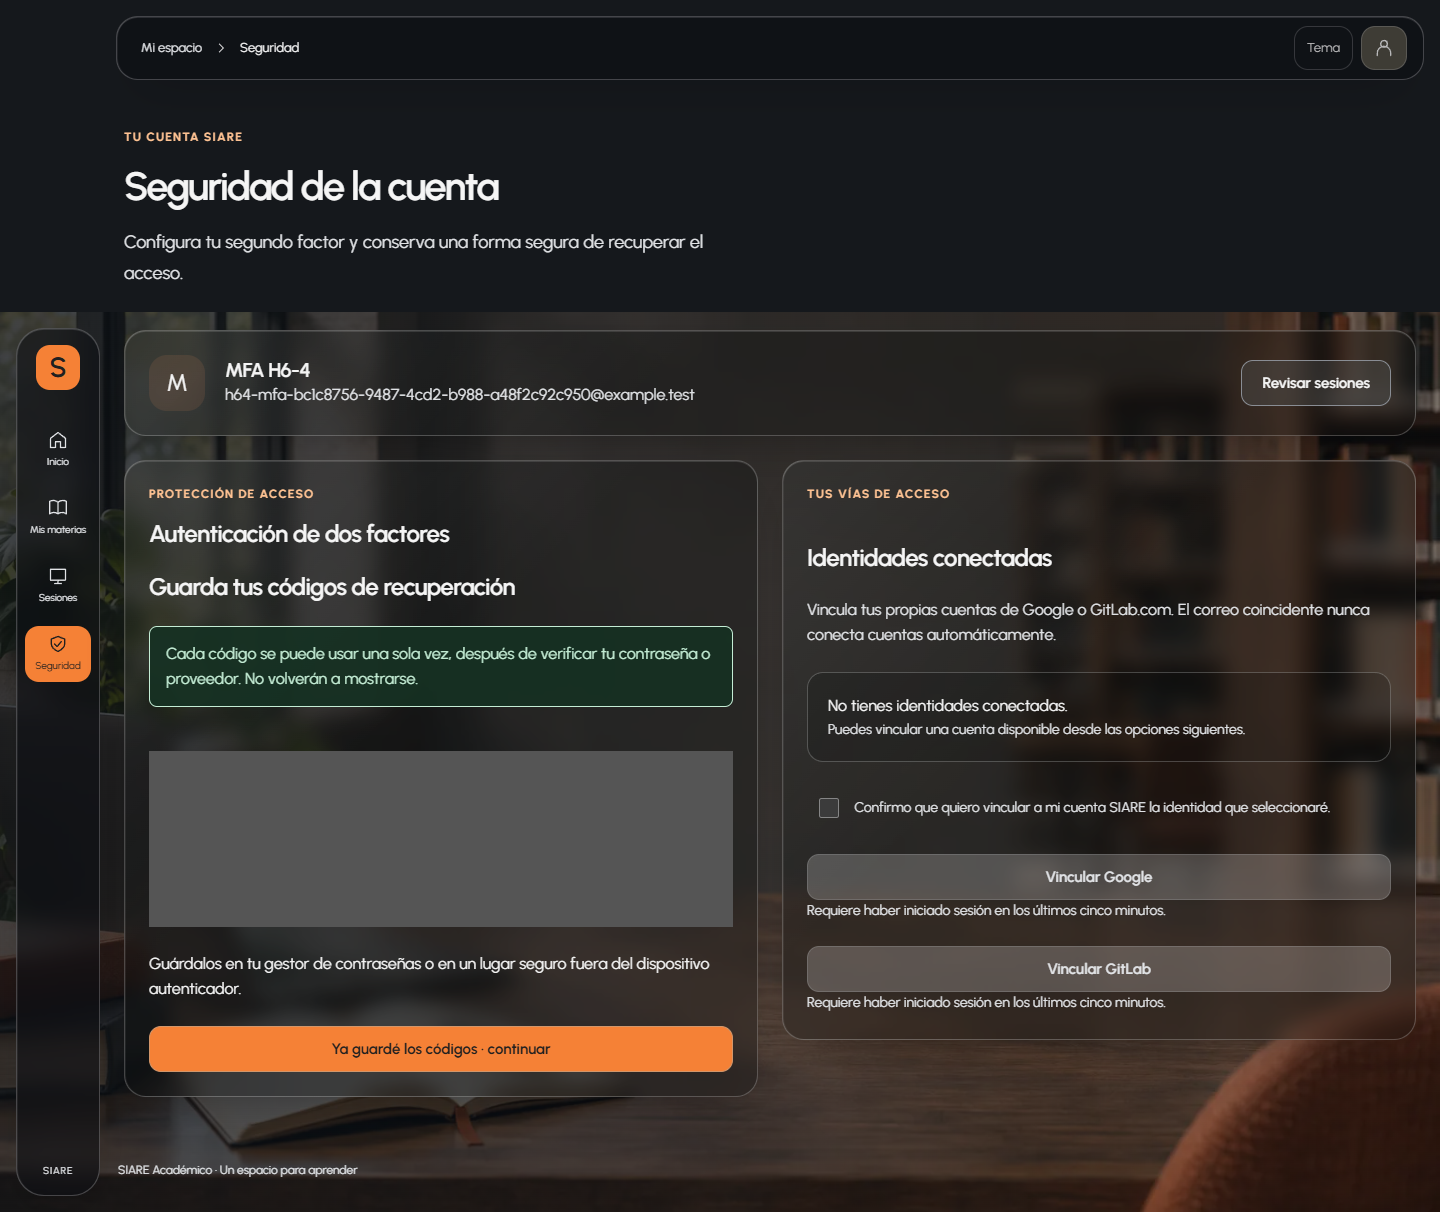 Mi espacio > Seguridad
Tema
TU CUENTA SIARE
Seguridad de la cuenta
Configura tu segundo factor y conserva una forma segura de recuperar el
acceso.
S
Inicio
Mis materias
Sesiones
Seguridad
SIARE
M
MFA H6-4
h64-mfa-bc1c8756-9487-4cd2-b988-a48f2c92c950@example.test
Revisar sesiones
PROTECCIÓN DE ACCESO
Autenticación de dos factores
Guarda tus códigos de recuperación
Cada código se puede usar una sola vez, después de verificar tu contraseña o
proveedor. No volverán a mostrarse.
Guárdalos en tu gestor de contraseñas o en un lugar seguro fuera del dispositivo
autenticador.
Ya guardé los códigos · continuar
TUS VÍAS DE ACCESO
Identidades conectadas
Vincula tus propias cuentas de Google o GitLab.com. El correo coincidente nunca
conecta cuentas automáticamente.
No tienes identidades conectadas.
Puedes vincular una cuenta disponible desde las opciones siguientes.
Confirmo que quiero vincular a mi cuenta SIARE la identidad que seleccionaré.
Vincular Google
Requiere haber iniciado sesión en los últimos cinco minutos.
Vincular GitLab
Requiere haber iniciado sesión en los últimos cinco minutos.
SIARE Académico · Un espacio para aprender